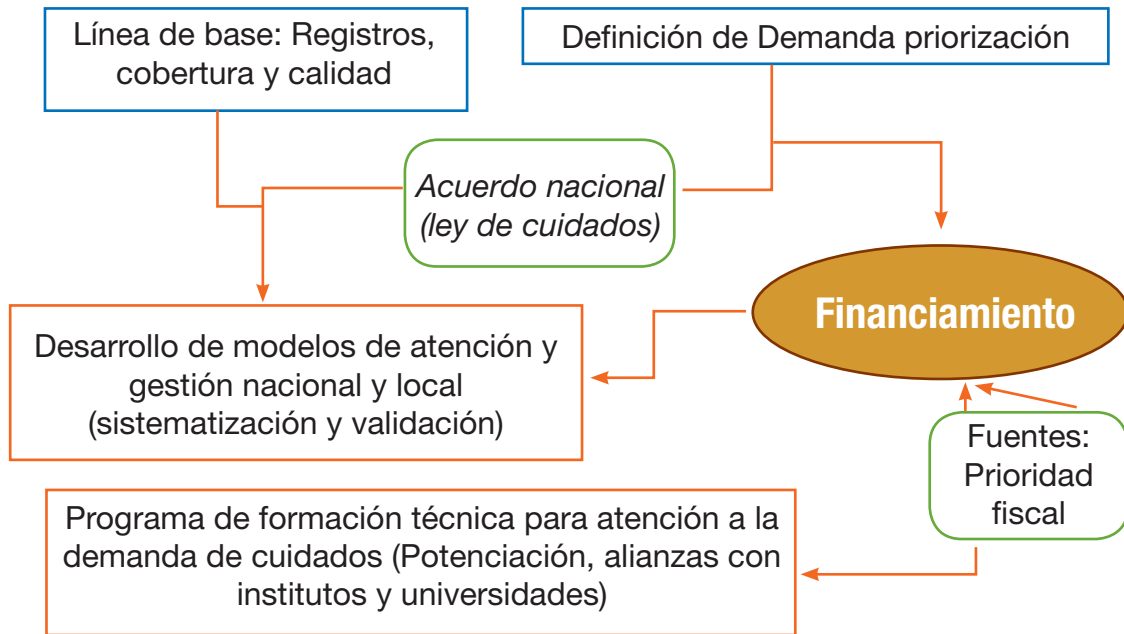 Línea de base: Registros,
cobertura y calidad
Definición de Demanda priorización
Acuerdo nacional
(ley de cuidados)
Financiamiento
Desarrollo de modelos de atención y
gestión nacional y local
(sistematización y validación)
Fuentes:
Prioridad
fiscal
Programa de formación técnica para atención a la
demanda de cuidados (Potenciación, alianzas con
institutos y universidades)